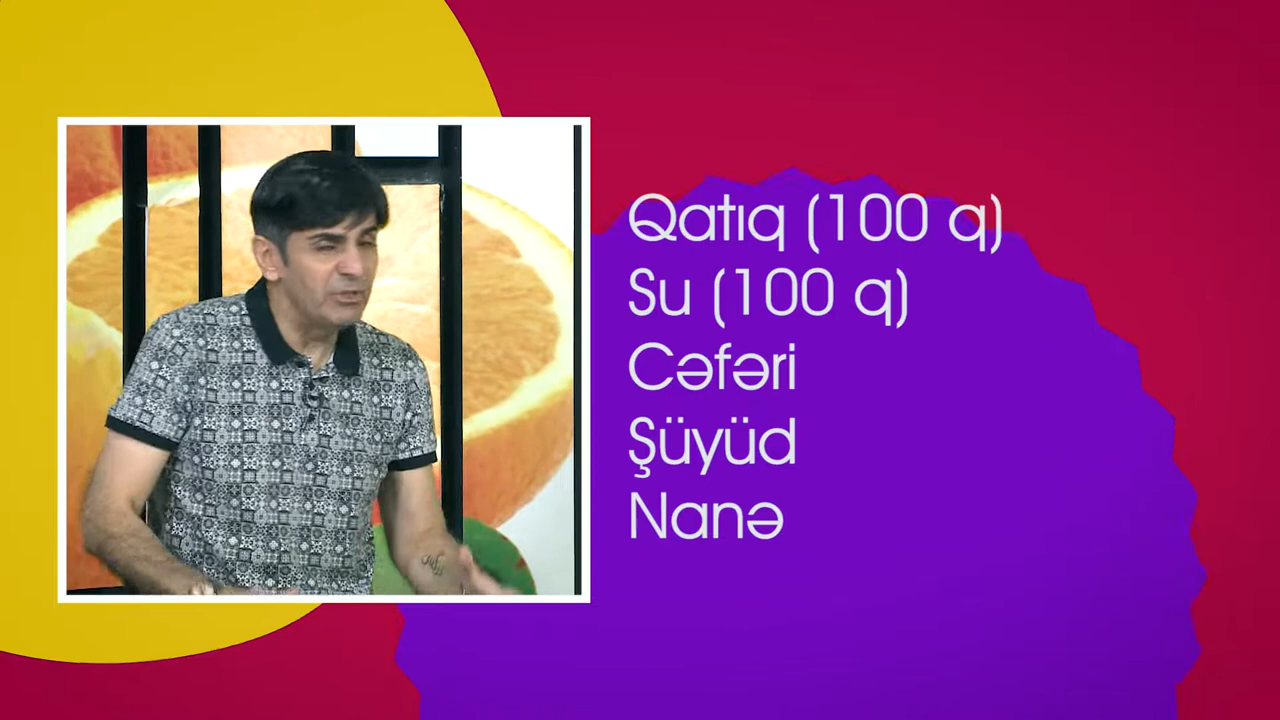 Qatıq (100 q)
Su (100 q)
Cəfəri
Şüyüd
Nanə